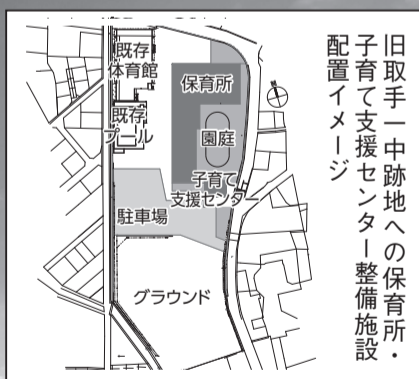 旧取手一中跡地への保育所・
子育て支援センター整備施設
配置イメージ
既存
体育館
保育所
既存
プール
園庭
子育て
支援センター
駐車場
グラウンド
N